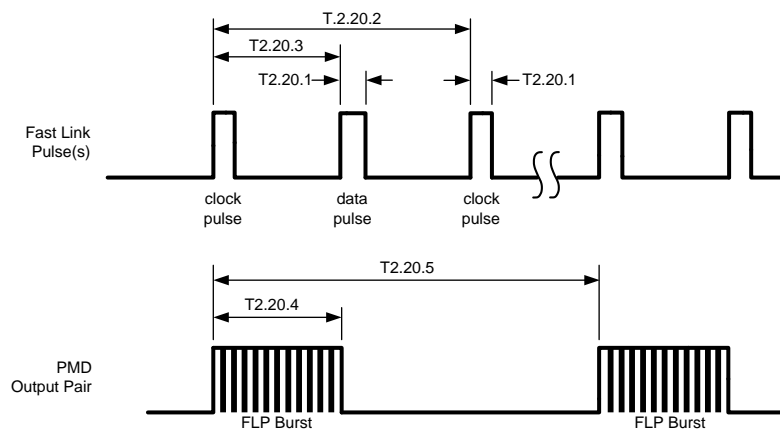 T.2.20.2
T2.20.3
T2.20.1
T2.20.1
Fast Link
Pulse(s)
clock
pulse
data
pulse
clock
pulse
T2.20.5
T2.20.4
PMD
Output Pair
FLP Burst
FLP Burst